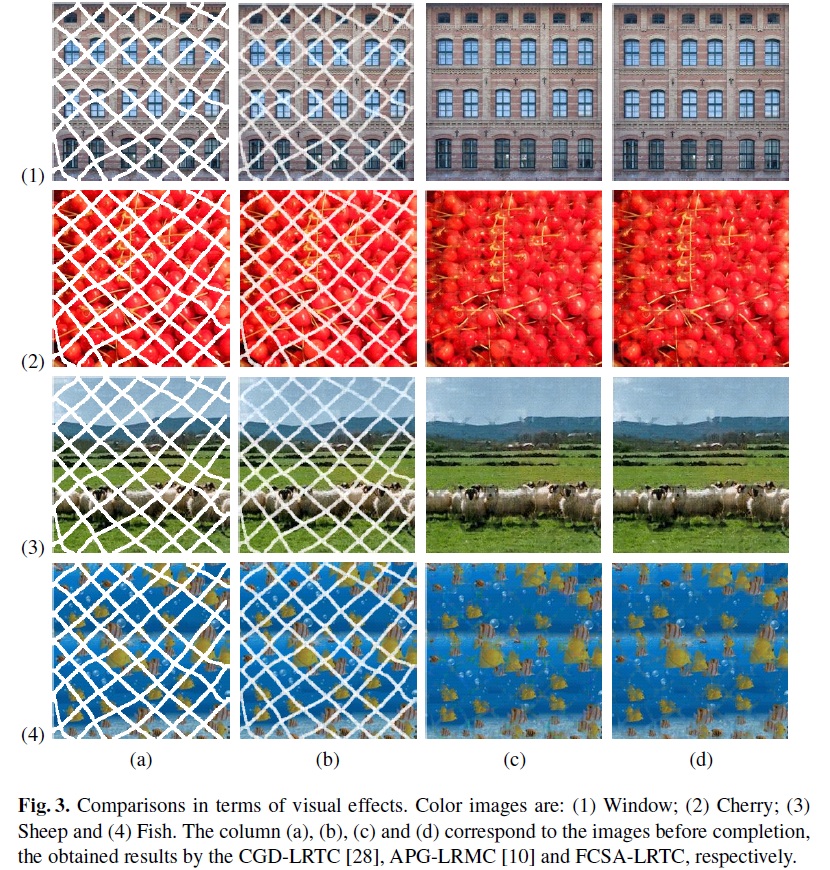 (1)
(2)
(3)
(4)
(a) (b) (c) (d)
Fig. 3. Comparisons in terms of visual effects. Color images are: (1) Window; (2) Cherry; (3)
Sheep and (4) Fish. The column (a), (b), (c) and (d) correspond to the images before completion,
the obtained results by the CGD-LRTC [28], APG-LRMC [10] and FCSA-LRTC, respectively.